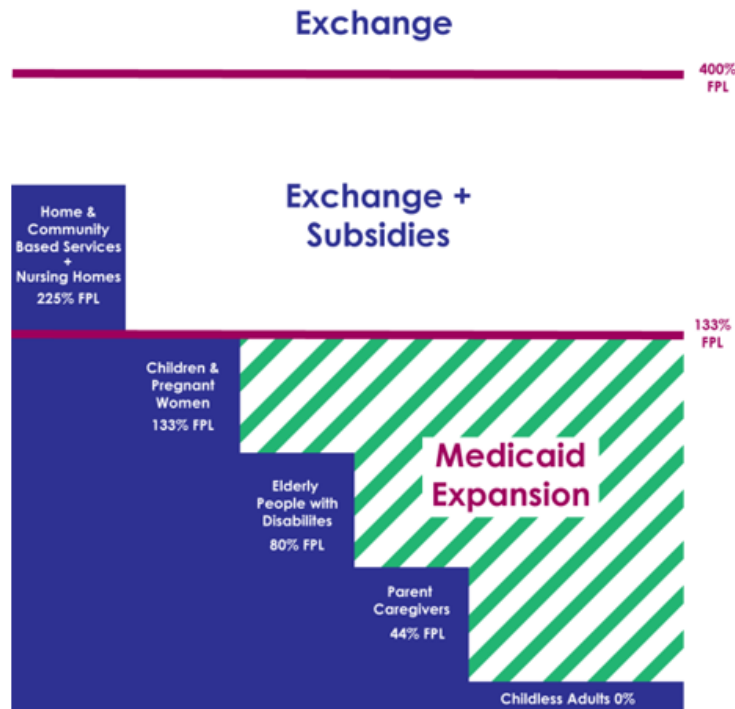 Exchange
400%
FPL
Exchange +
Subsidies
Home &
Community
Based Services
+
Nursing Homes
225% FPL
133%
FPL
Children &
Pregnant
Women
133% FPL
Medicaid
Expansion
Elderly
People with
Disabilites
80% FPL
Parent
Caregivers
44% FPL
Childless Adults 0%